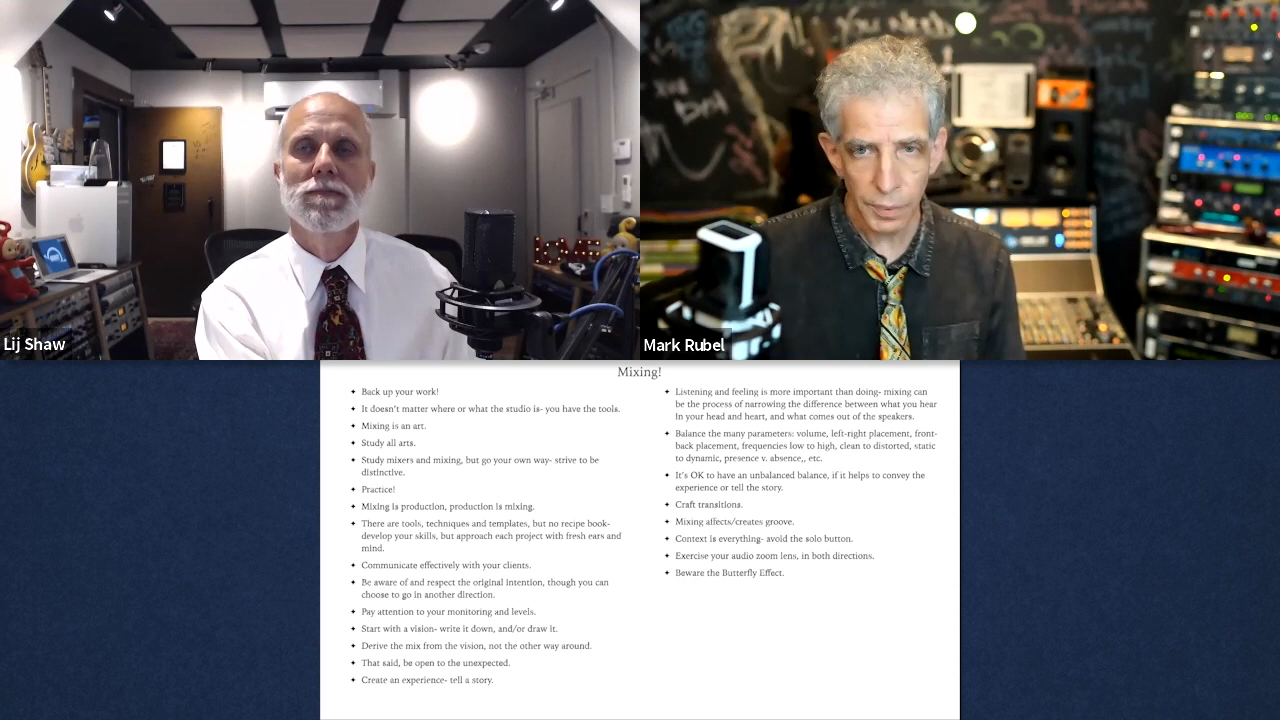 Lij Shaw
Mark Rubel
Mixing!
✦ Back up your work!
✦ It doesn't matter where or what the studio is- you have the tools.
✦ Mixing is an art.
✦ Study all arts.
✦ Study mixers and mixing, but go your own way- strive to be
distinctive.
✦ Practice!
✦ Mixing is production, production is mixing.
✦ There are tools, techniques and templates, but no recipe book-
develop your skills, but approach each project with fresh ears and
mind.
✦ Communicate effectively with your clients.
✦ Be aware of and respect the original intention, though you can
choose to go in another direction.
✦ Pay attention to your monitoring and levels.
✦ Start with a vision- write it down, and/or draw it.
✦ Derive the mix from the vision, not the other way around.
✦ That said, be open to the unexpected.
✦ Create an experience- tell a story.
✦ Listening and feeling is more important than doing- mixing can
be the process of narrowing the difference between what you hear
in your head and heart, and what comes out of the speakers.
✦ Balance the many parameters: volume, left-right placement, front-
back placement, frequencies low to high, clean to distorted, static
to dynamic, presence v. absence,, etc.
✦ It's OK to have an unbalanced balance, if it helps to convey the
experience or tell the story.
✦ Craft transitions.
✦ Mixing affects/creates groove.
✦ Context is everything- avoid the solo button.
✦ Exercise your audio zoom lens, in both directions.
✦ Beware the Butterfly Effect.